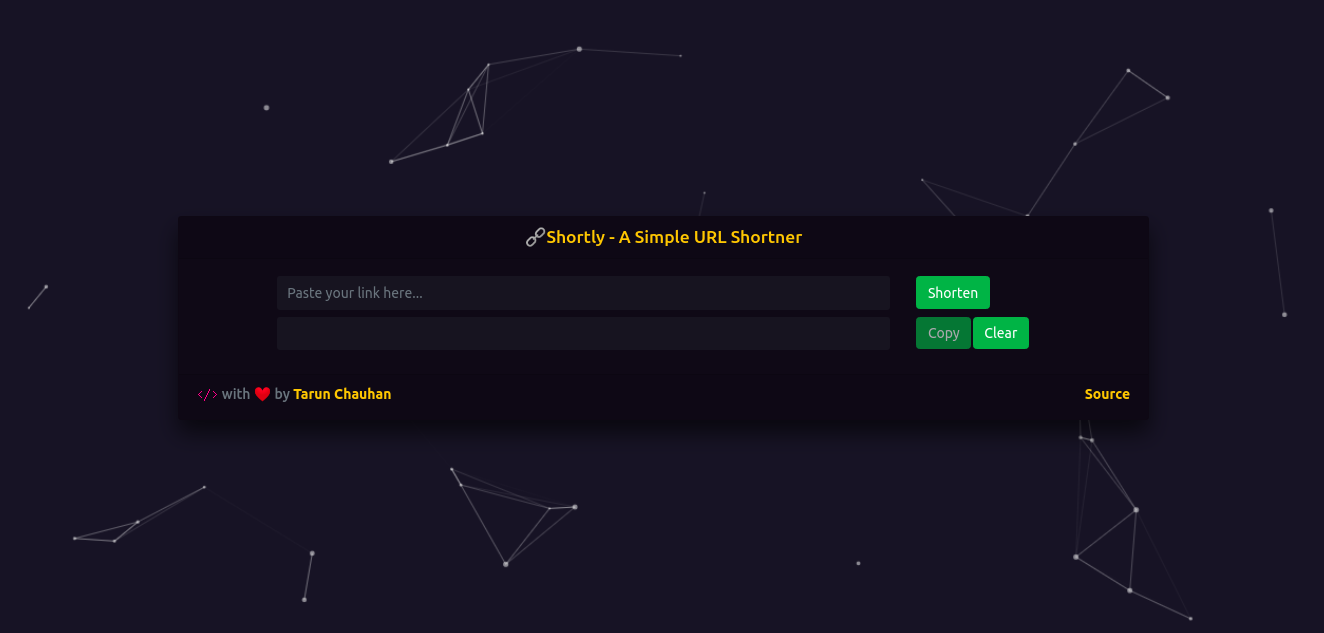 Shortly - A Simple URL Shortner
Paste your link here...
Shorten
Copy
Clear
</> with ❤️ by Tarun Chauhan
Source